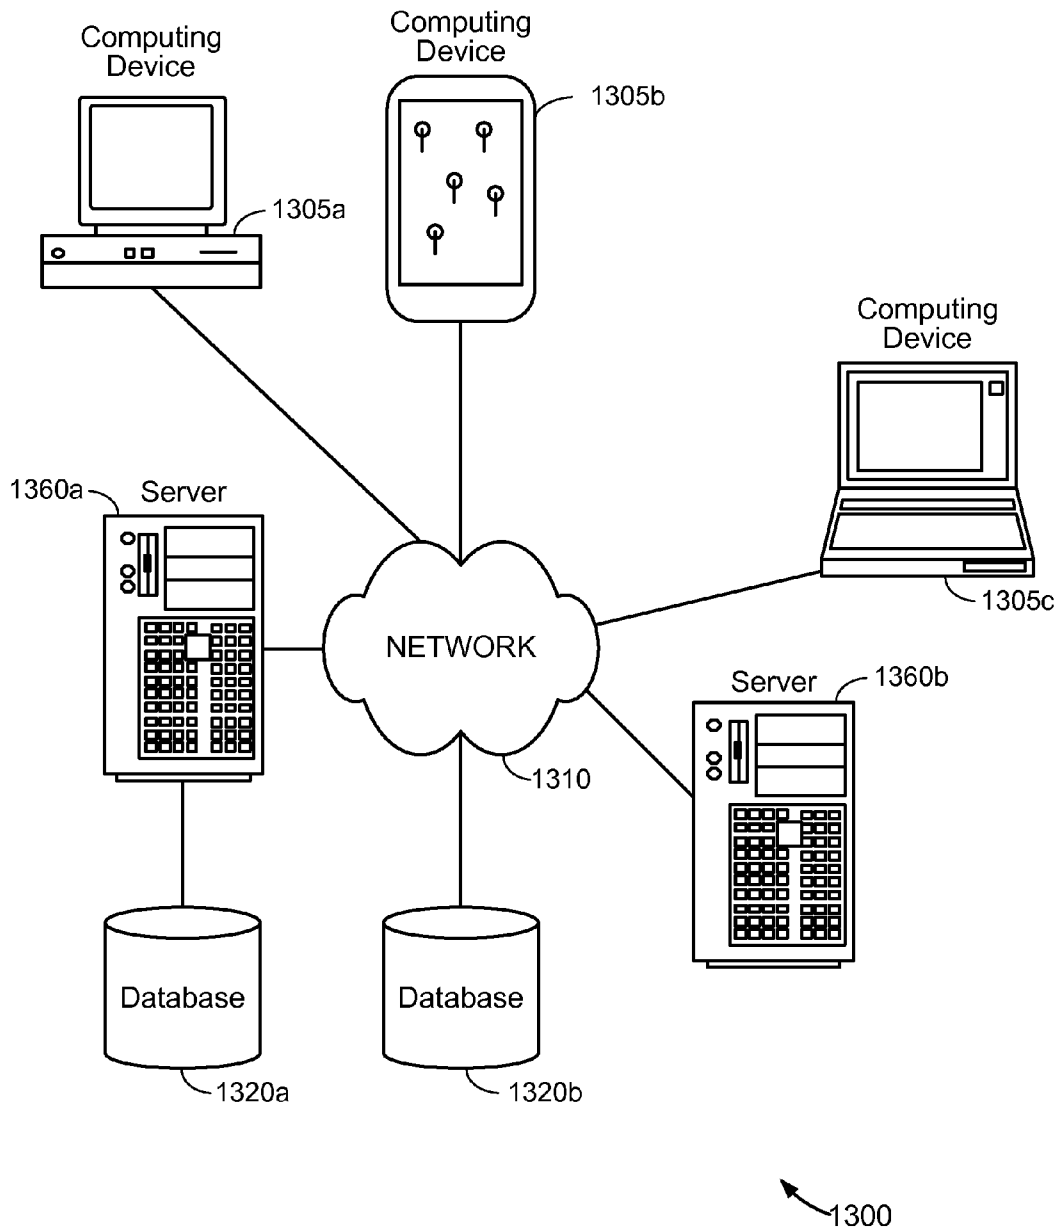 Computing
Device
1305a
Computing
Device
1305b
Computing
Device
1305c
1360a
Server
NETWORK
1310
Server
1360b
Database
1320a
Database
1320b
1300